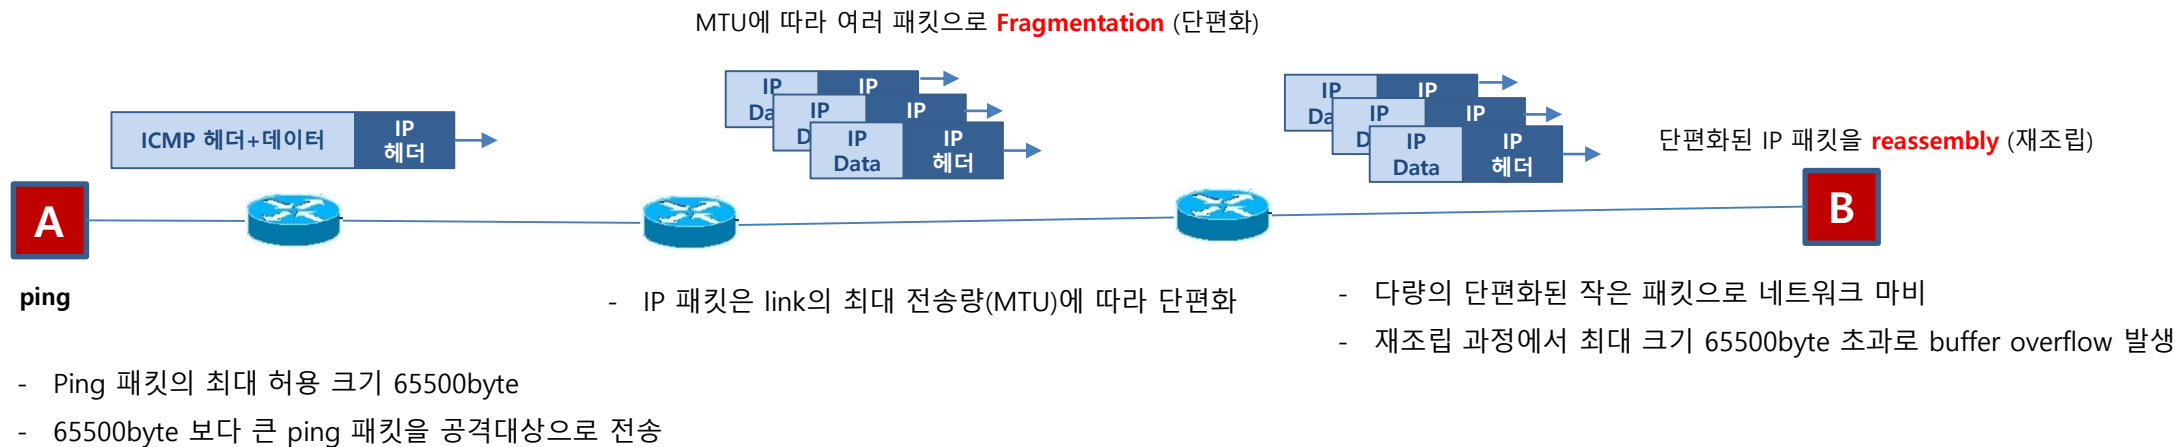 MTU에 따라 여러 패킷으로 Fragmentation (단편화)
ICMP 헤더+데이터
IP
헤더
IP
IP
Da
IP
IP
D
IP
Data
IP
헤더
IP
IP
Da
IP
IP
D
IP
Data
IP
헤더
단편화된 IP 패킷을 reassembly (재조립)
A
B
ping
- IP 패킷은 link의 최대 전송량(MTU)에 따라 단편화
- 다량의 단편화된 작은 패킷으로 네트워크 마비
- 재조립 과정에서 최대 크기 65500byte 초과로 buffer overflow 발생
- Ping 패킷의 최대 허용 크기 65500byte
- 65500byte 보다 큰 ping 패킷을 공격대상으로 전송